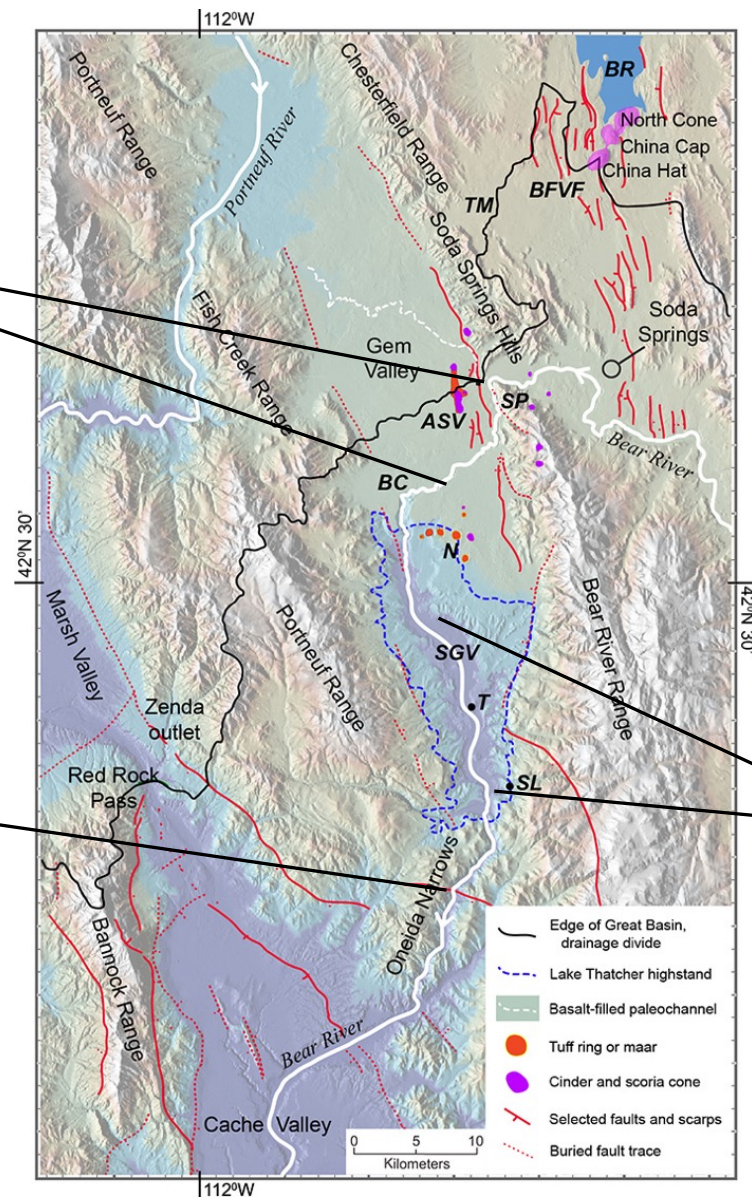 112°W
Portneuf Range
Portneuf River
Chesterfield Range
BR
North Cone
China Cap
China Hat
BFVF
TM
Soda Springs Hills
Fish Creek Range
Gem
Valley
Soda
Springs
ASV
SP
Bear River
BC
42°N 30'
42°N 30'
N
Marsh Valley
Portneuf Range
Bear River Range
SGV
T
Zenda
outlet
Red Rock
Pass
SL
Oneida Narrows
Bannock Range
Bear River
Cache Valley
Edge of Great Basin,
drainage divide
Lake Thatcher highstand
Basalt-filled paleochannel
Tuff ring or maar
Cinder and scoria cone
Selected faults and scarps
Buried fault trace
0 5 10
Kilometers
112°W